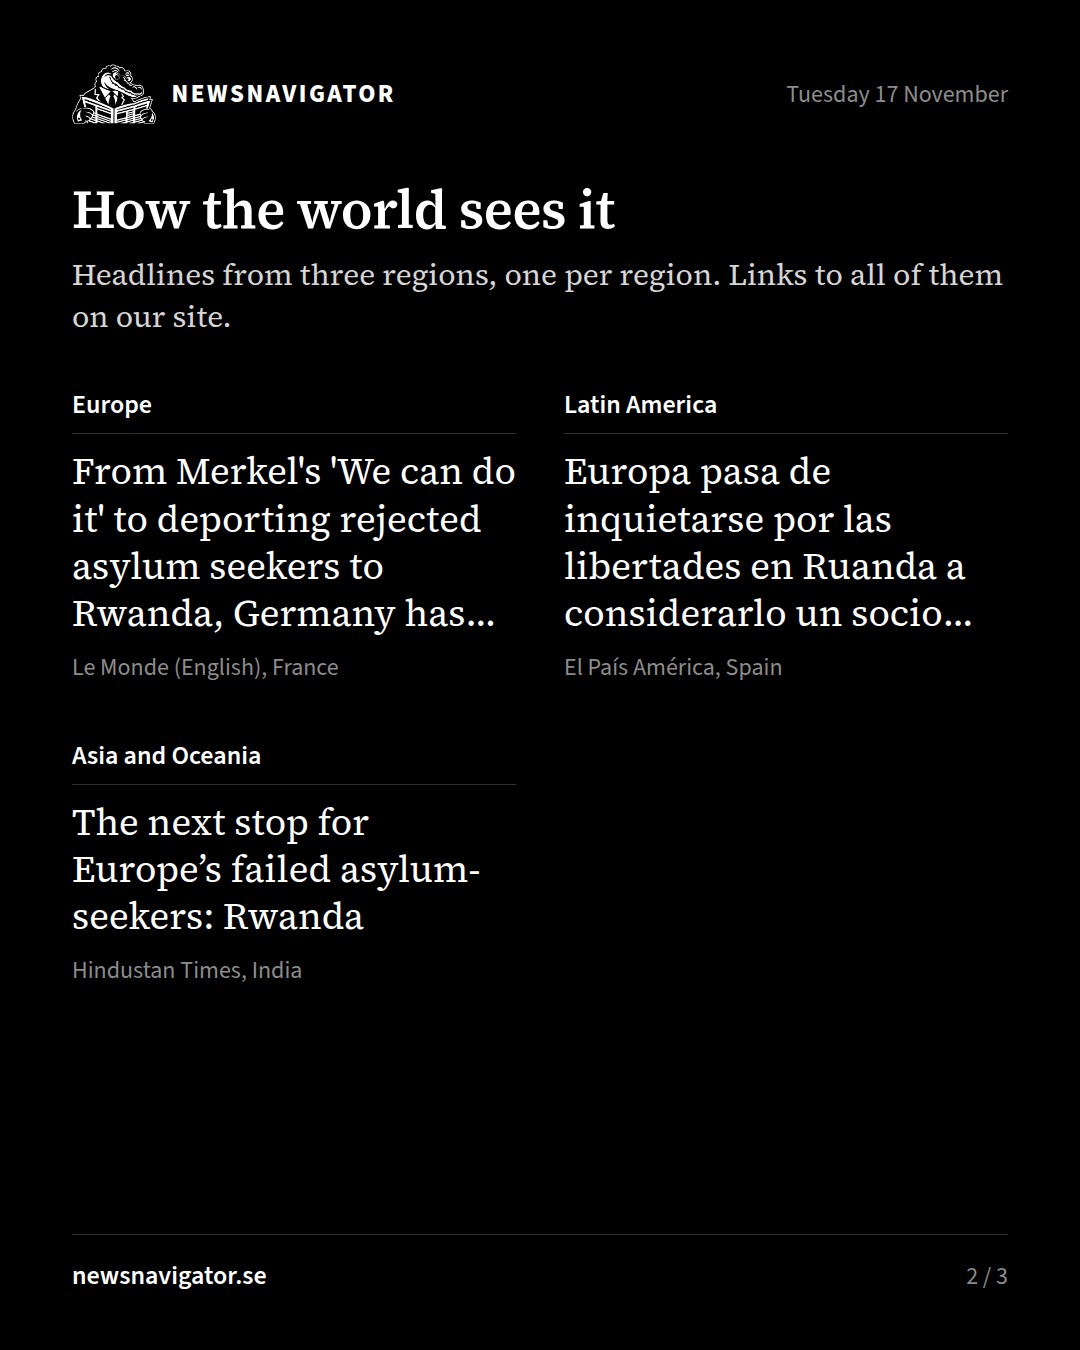 NEWSNAVIGATOR
Tuesday 17 November
How the world sees it
Headlines from three regions, one per region. Links to all of them
on our site.
Europe
From Merkel's 'We can do
it' to deporting rejected
asylum seekers to
Rwanda, Germany has...
Le Monde (English), France
Latin America
Europa pasa de
inquietarse por las
libertades en Ruanda a
considerarlo un socio...
El País América, Spain
Asia and Oceania
The next stop for
Europe’s failed asylum-
seekers: Rwanda
Hindustan Times, India
newsnavigator.se
2 / 3